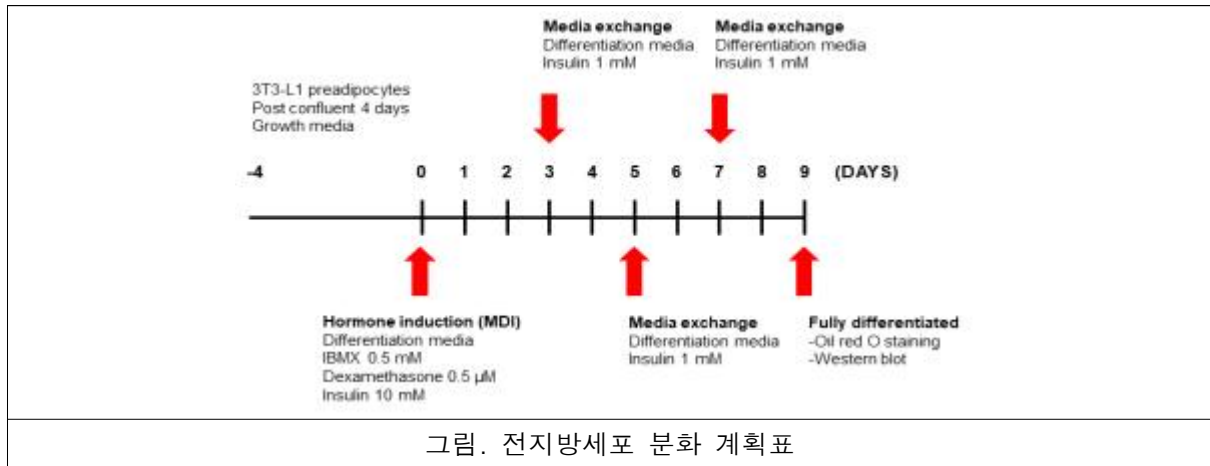 Media exchange
Differentiation media
Insulin 1 mM
Media exchange
Differentiation media
Insulin 1 mM
3T3-L1 preadipocytes
Post confluent 4 days
Growth media
-4 0 1 2 3 4 5 6 7 8 9 (DAYS)
Hormone induction (MDI)
Differentiation media
IBMX 0.5 mM
Dexamethasone 0.5 μM
Insulin 10 mM
Media exchange
Differentiation media
Insulin 1 mM
Fully differentiated
-Oil red O staining
-Western blot
그림. 전지방세포 분화 계획표